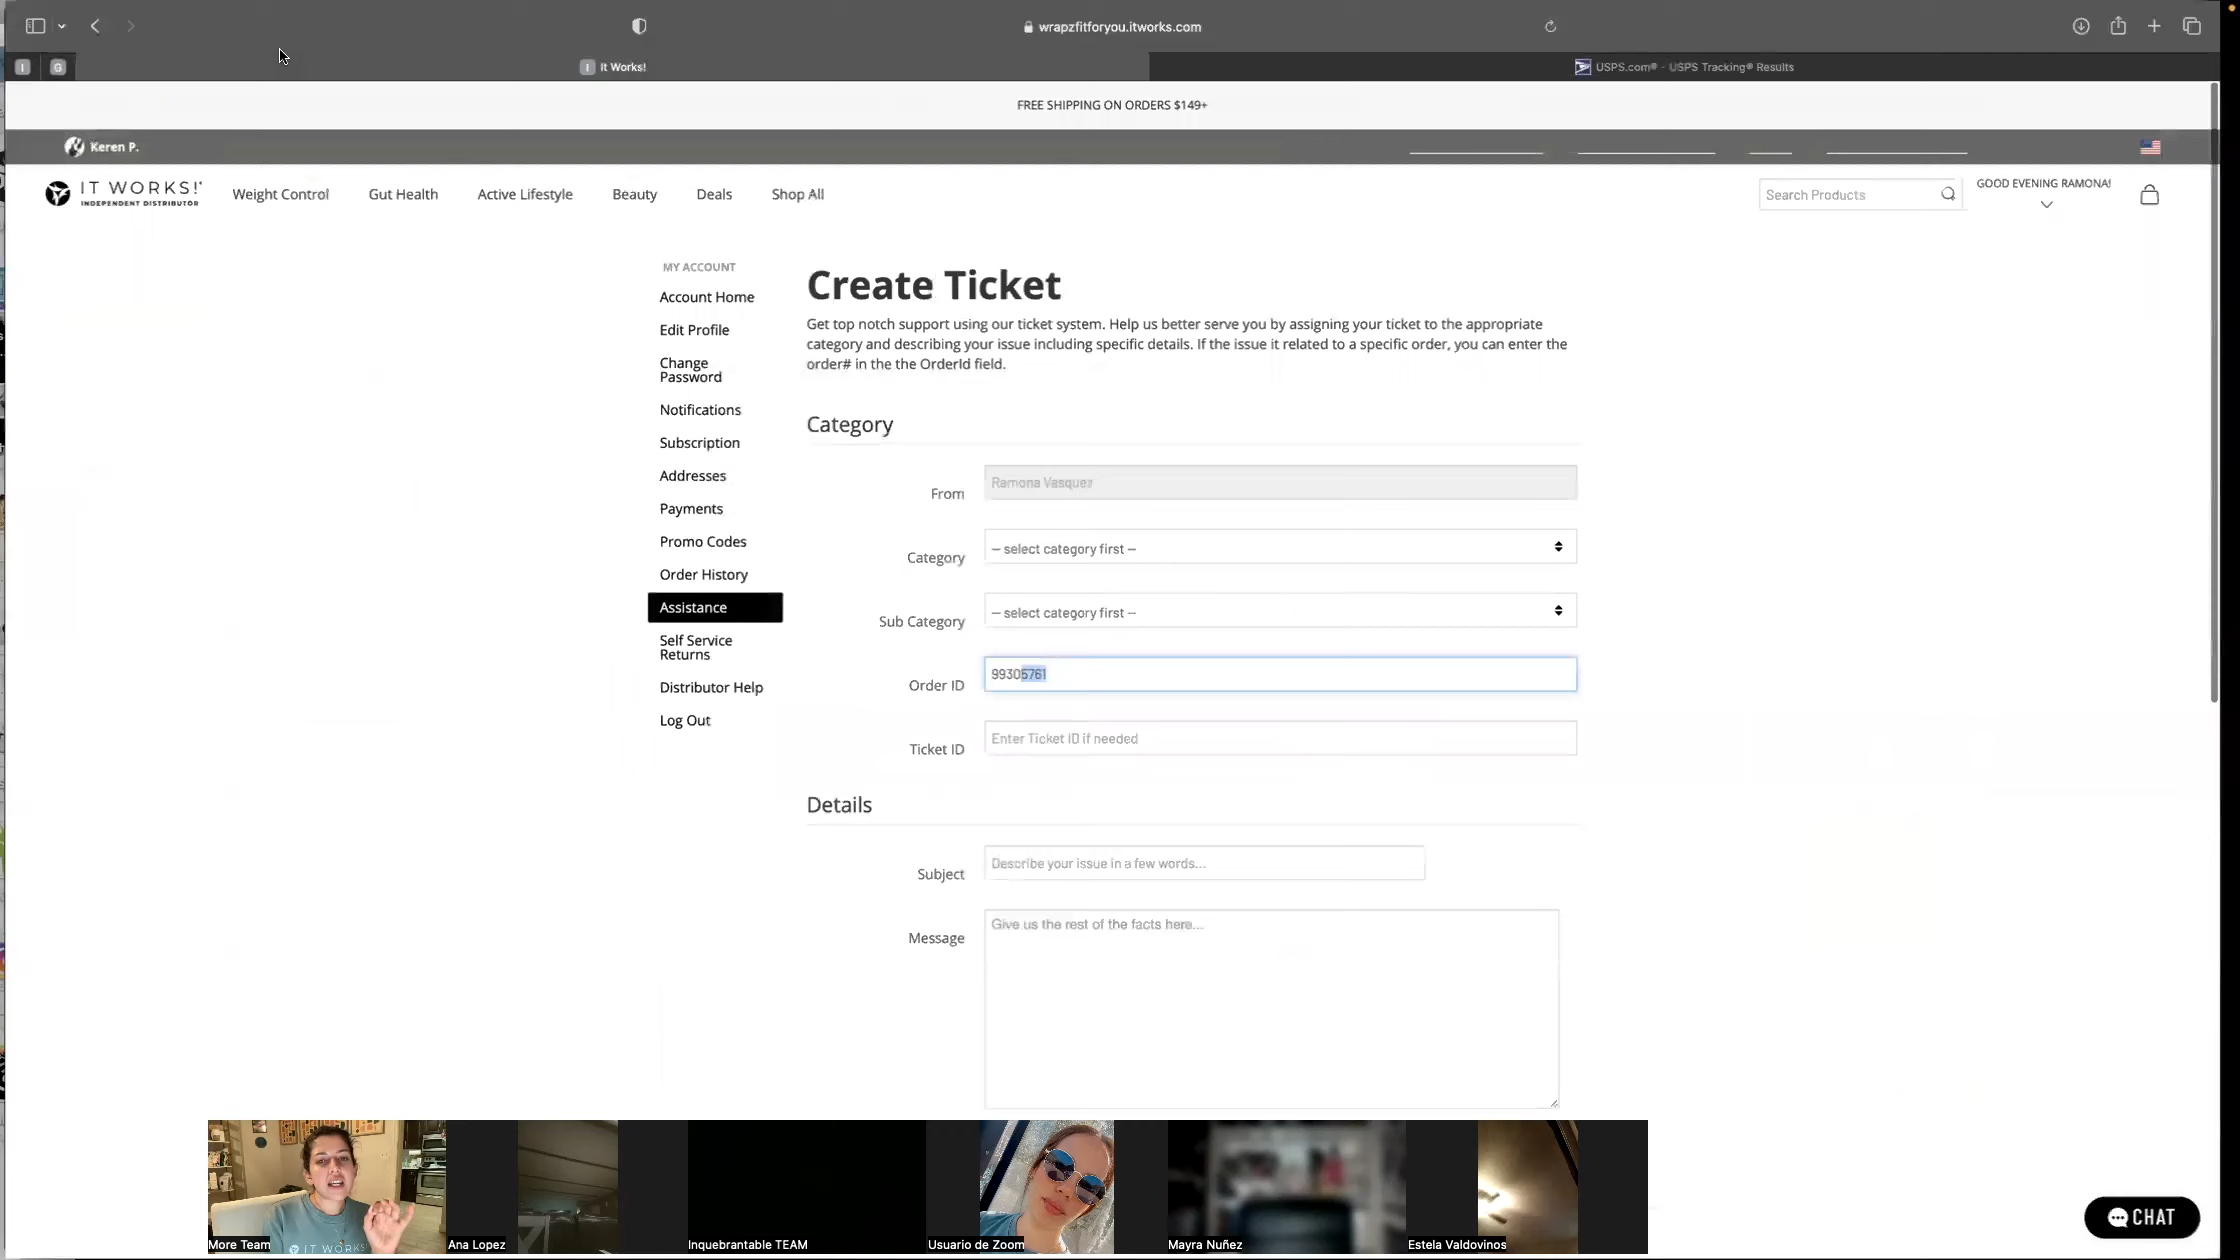 wrapzfitforyou.itworks.com
I
G
I It Works!
USPS.com® - USPS Tracking® Results
FREE SHIPPING ON ORDERS $149+
Keren P.
IT WORKS!
INDEPENDENT DISTRIBUTOR
Weight Control
Gut Health
Active Lifestyle
Beauty
Deals
Shop All
Search Products
GOOD EVENING RAMONA!
MY ACCOUNT
Account Home
Edit Profile
Change
Password
Notifications
Subscription
Addresses
Payments
Promo Codes
Order History
Assistance
Self Service
Returns
Distributor Help
Log Out
Create Ticket
Get top notch support using our ticket system. Help us better serve you by assigning your ticket to the appropriate
category and describing your issue including specific details. If the issue it related to a specific order, you can enter the
order# in the the OrderId field.
Category
From
Ramona Vasquez
Category
-- select category first --
Sub Category
-- select category first --
Order ID
99305761
Ticket ID
Enter Ticket ID if needed
Details
Subject
Describe your issue in a few words...
Message
Give us the rest of the facts here...
IT WORKS
More Team
Ana Lopez
Inquebrantable TEAM
Usuario de Zoom
Mayra Nuñez
Estela Valdovinos
CHAT